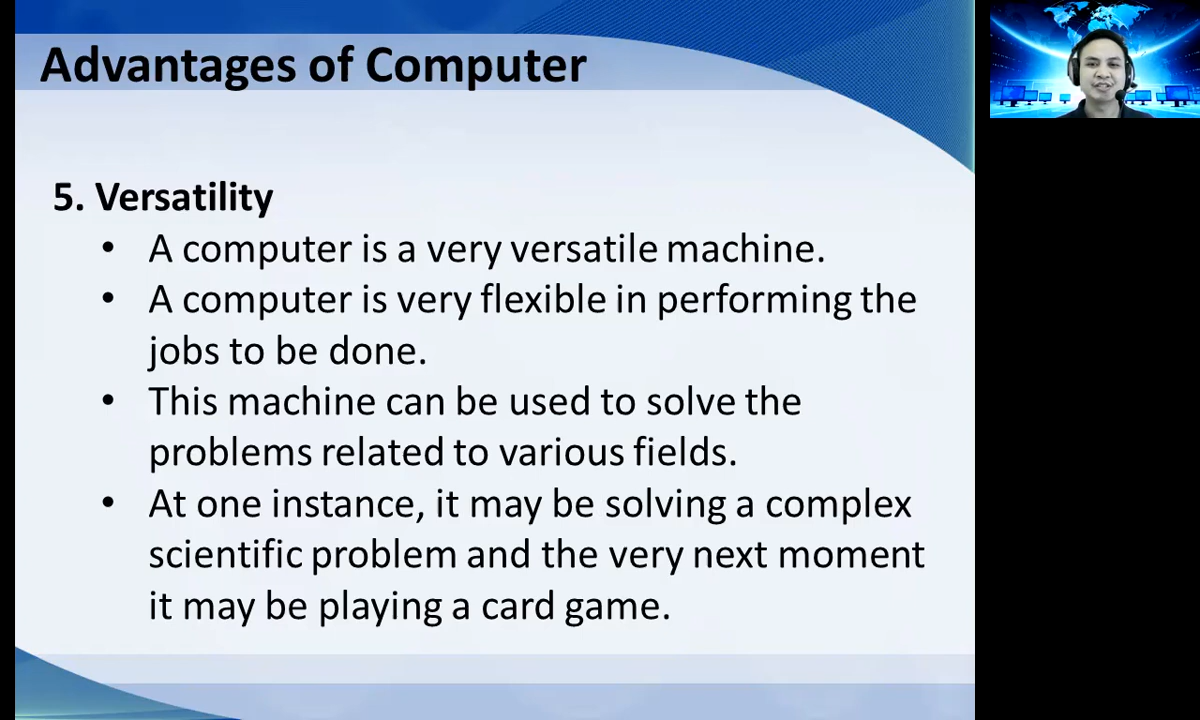 Advantages of Computer
5. Versatility
• A computer is a very versatile machine.
• A computer is very flexible in performing the
jobs to be done.
• This machine can be used to solve the
problems related to various fields.
• At one instance, it may be solving a complex
scientific problem and the very next moment
it may be playing a card game.